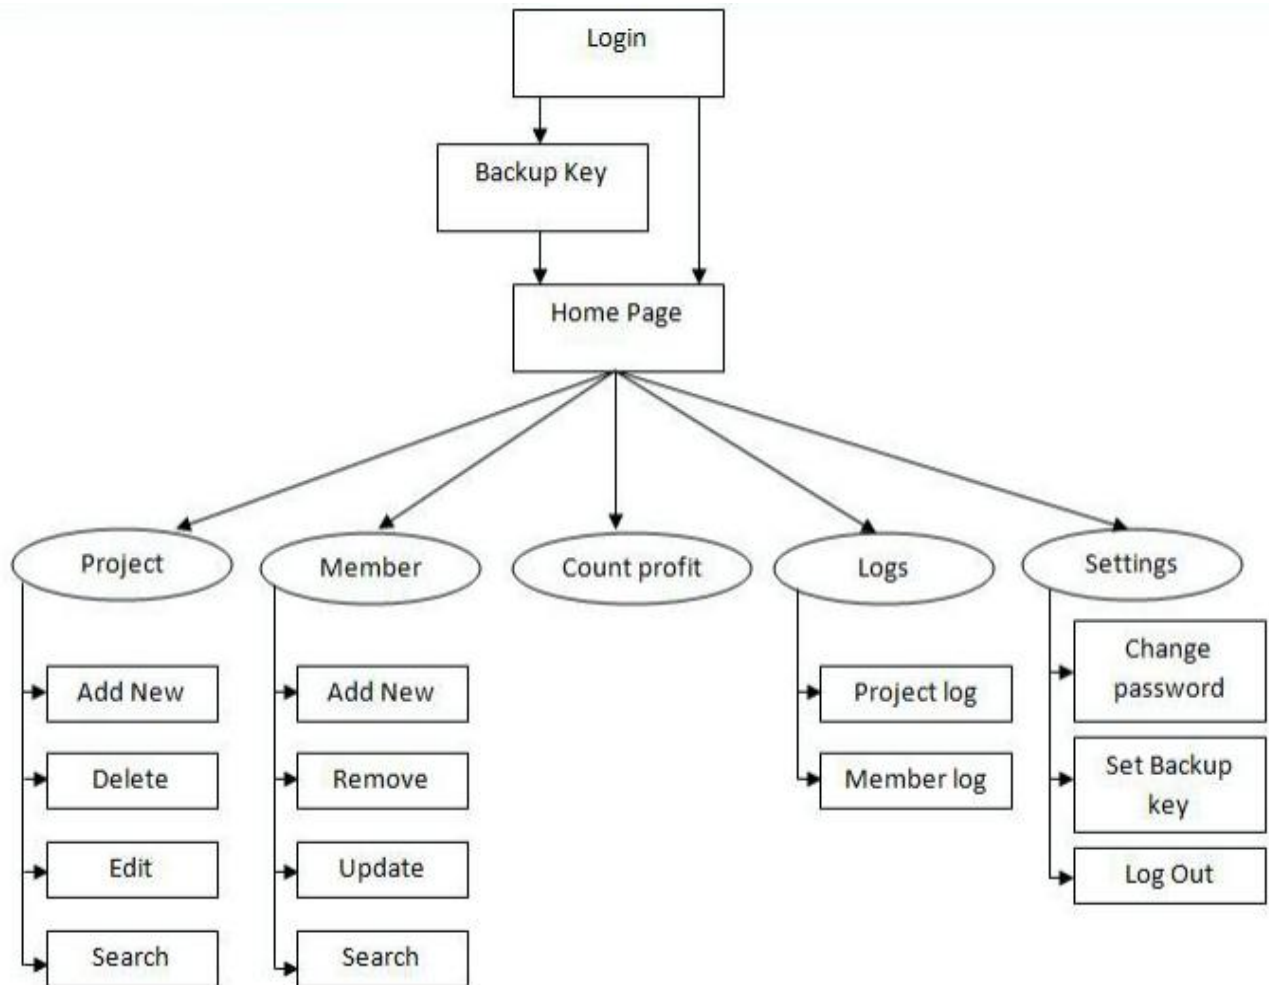 Login
Backup Key
Home Page
Project
Member
Count profit
Logs
Settings
Add New
Delete
Edit
Search
Add New
Remove
Update
Search
Project log
Member log
Change
password
Set Backup
key
Log Out